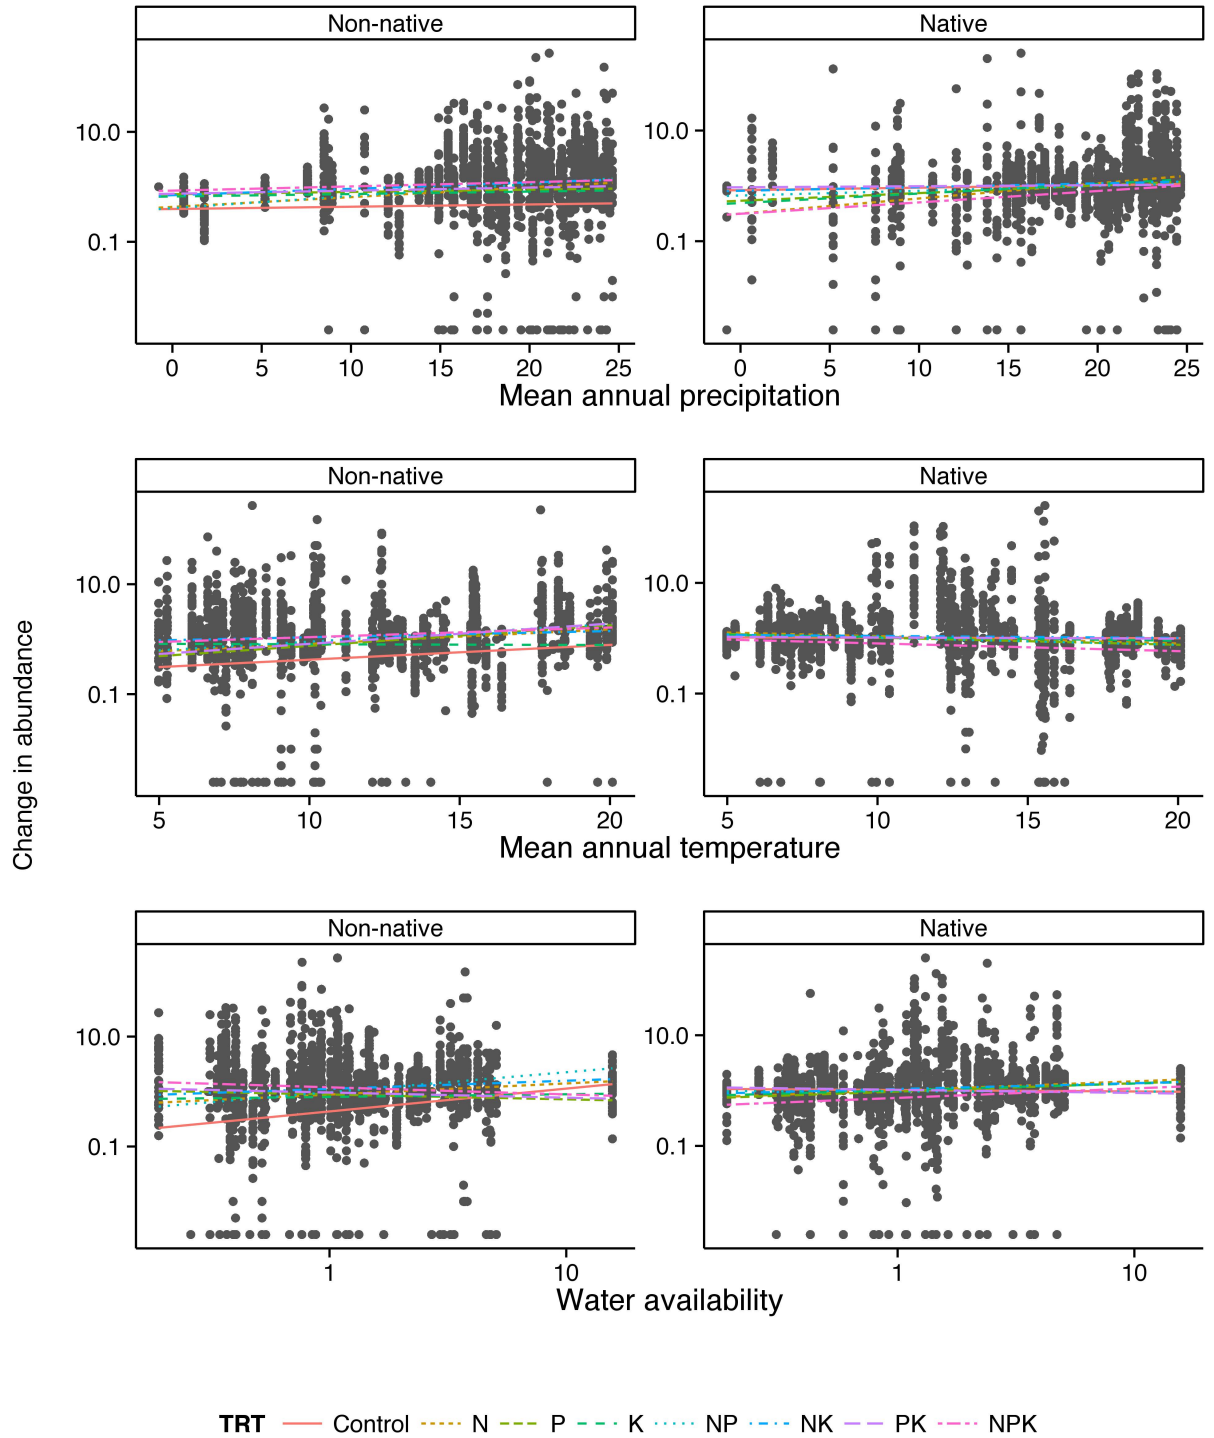 Non-native Native
10.0 10.0
0.1 0.1
0 5 10 15 20 25 0 5 10 15 20 25
Mean annual precipitation
Non-native Native
10.0 10.0
0.1 0.1
5 10 15 20 5 10 15 20
Mean annual temperature
Change in abundance
Non-native Native
10.0 10.0
0.1 0.1
1 10 1 10
Water availability
TRT Control N P K NP NK PK NPK